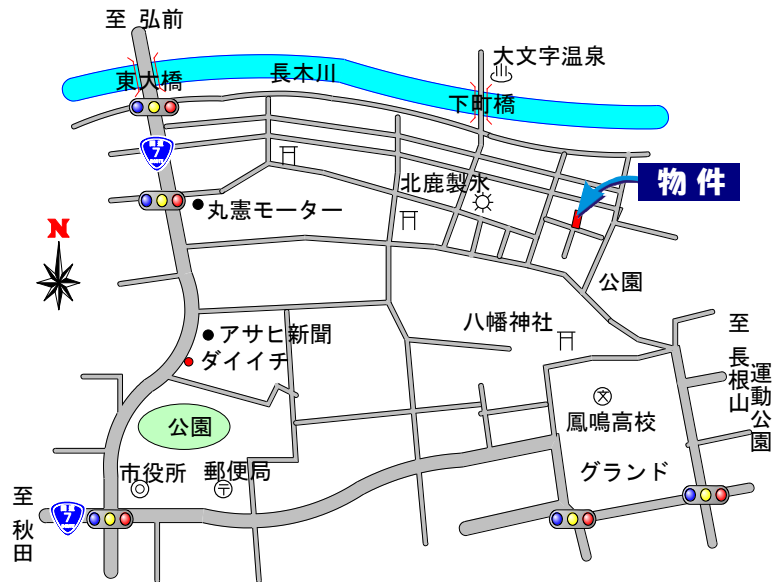 至 弘前
大文字温泉
東大橋
長木川
下町橋
7
物件
北鹿製氷
丸憲モーター
N
公園
八幡神社
アサヒ新聞
ダイイチ
至 長根山
運動公園
鳳鳴高校
公園
グランド
市役所
郵便局
至 秋田
7